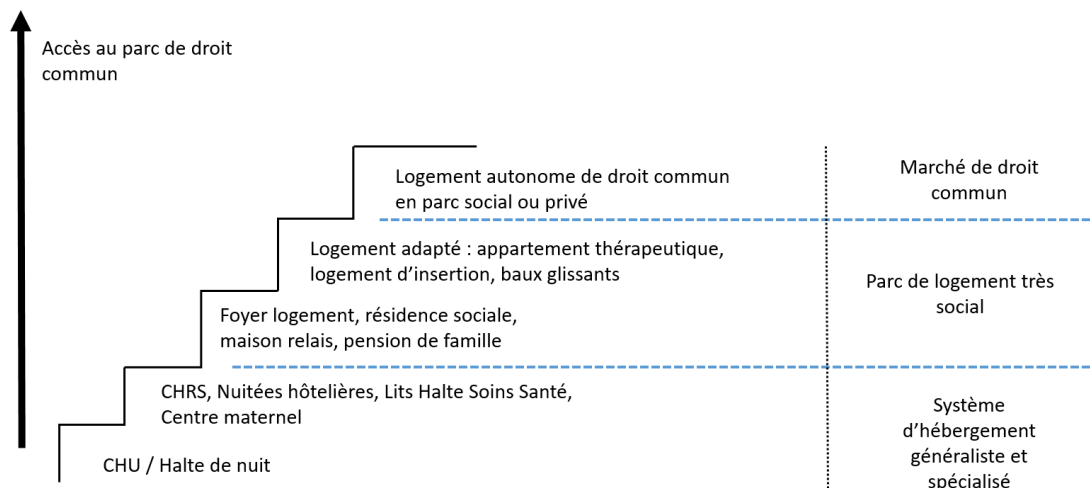 Accès au parc de droit
commun
Logement autonome de droit commun
en parc social ou privé
Marché de droit
commun
Logement adapté : appartement thérapeutique,
logement d'insertion, baux glissants
Parc de logement très
social
Foyer logement, résidence sociale,
maison relais, pension de famille
CHRS, Nuitées hôtelières, Lits Halte Soins Santé,
Centre maternel
Système
d'hébergement
généraliste et
spécialisé
CHU / Halte de nuit